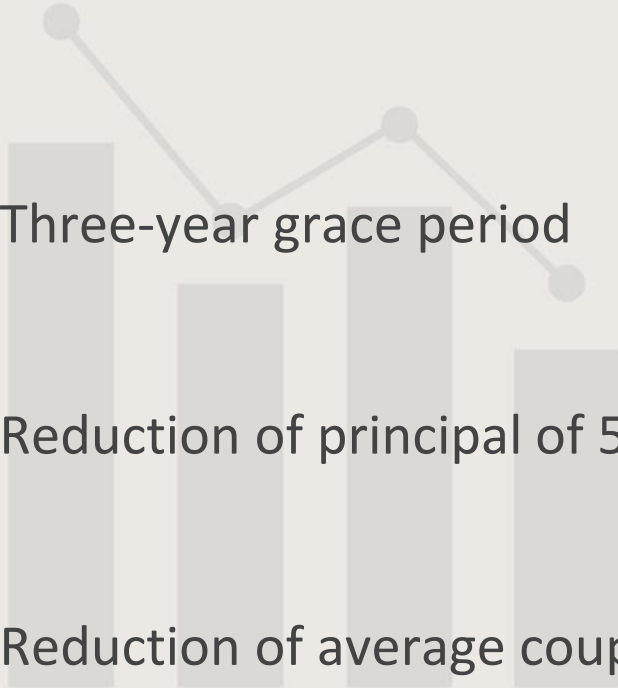 Three-year grace period
Reduction of principal of 5
Reduction of average coup